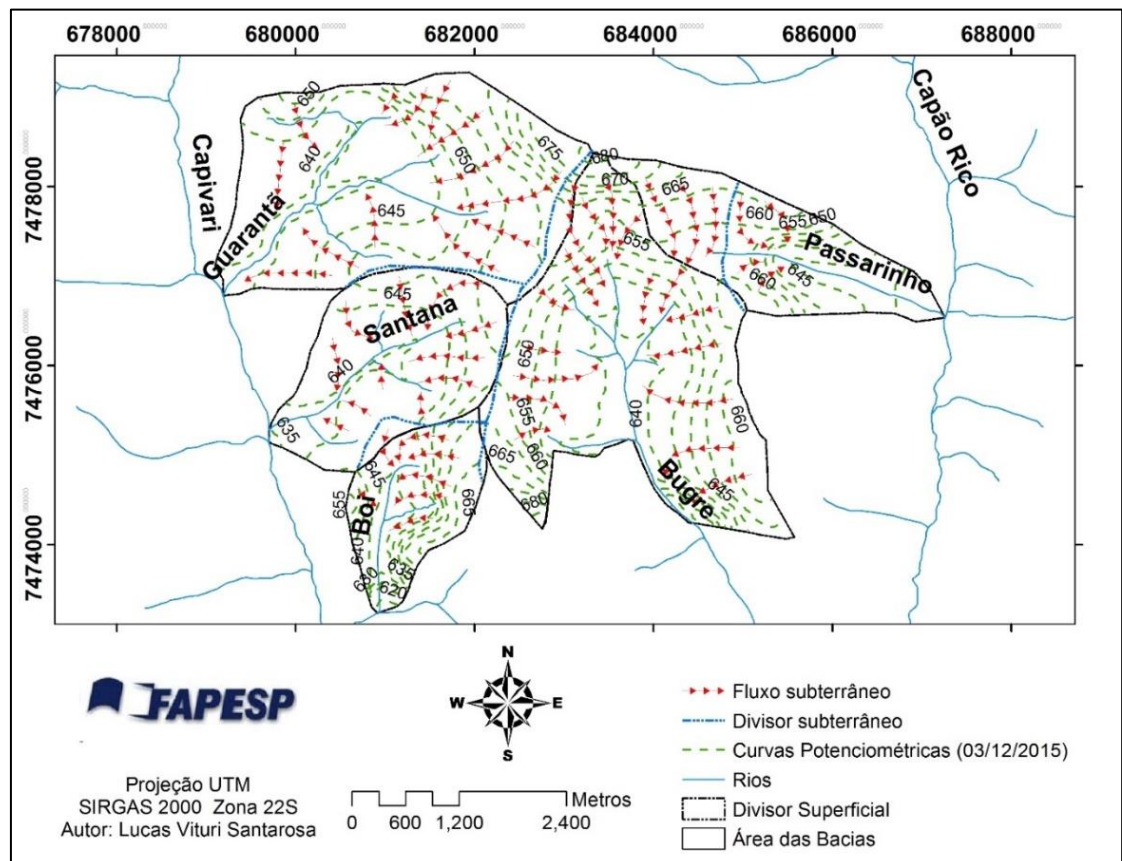 678000 680000 682000 684000 686000 688000
7478000
7476000
7474000
Capivari
Capão Rico
Guarantã
Santana
Boi
Bugre
Passarinho
650
640
650
675
645
680
670
665
655
660
655
650
660
645
645
640
635
650
655
665
660
680
640
660
645
645
655
665
640
630
635
620
FAPESP
N
W E
S
Projeção UTM
SIRGAS 2000 Zona 22S
Autor: Lucas Vituri Santarosa
Metros
0 600 1,200 2,400
Fluxo subterrâneo
Divisor subterrâneo
Curvas Potenciométricas (03/12/2015)
Rios
Divisor Superficial
Área das Bacias